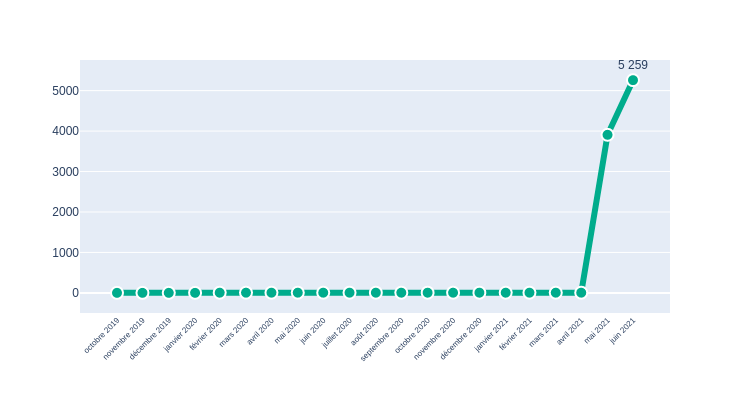 5 259
5000
4000
3000
2000
1000
0
octobre 2019
novembre 2019
décembre 2019
janvier 2020
février 2020
mars 2020
avril 2020
mai 2020
juin 2020
juillet 2020
août 2020
septembre 2020
octobre 2020
novembre 2020
décembre 2020
janvier 2021
février 2021
mars 2021
avril 2021
mai 2021
juin 2021